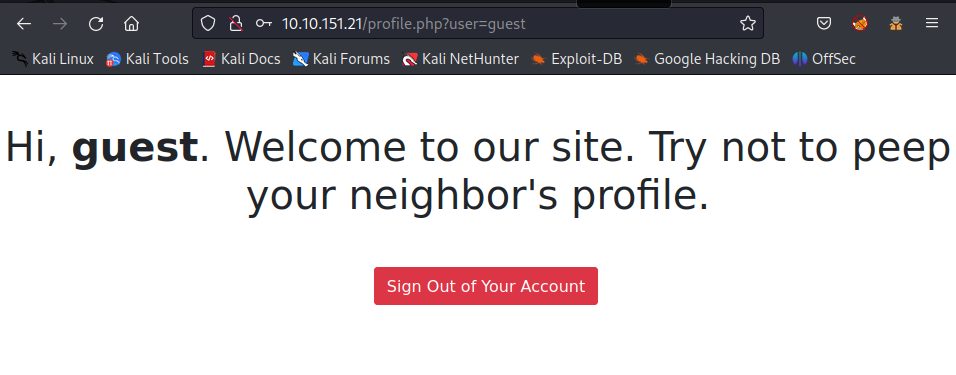 10.10.151.21/profile.php?user=guest
Kali Linux Kali Tools Kali Docs Kali Forums Kali NetHunter Exploit-DB Google Hacking DB OffSec
Hi, guest. Welcome to our site. Try not to peep
your neighbor's profile.
Sign Out of Your Account